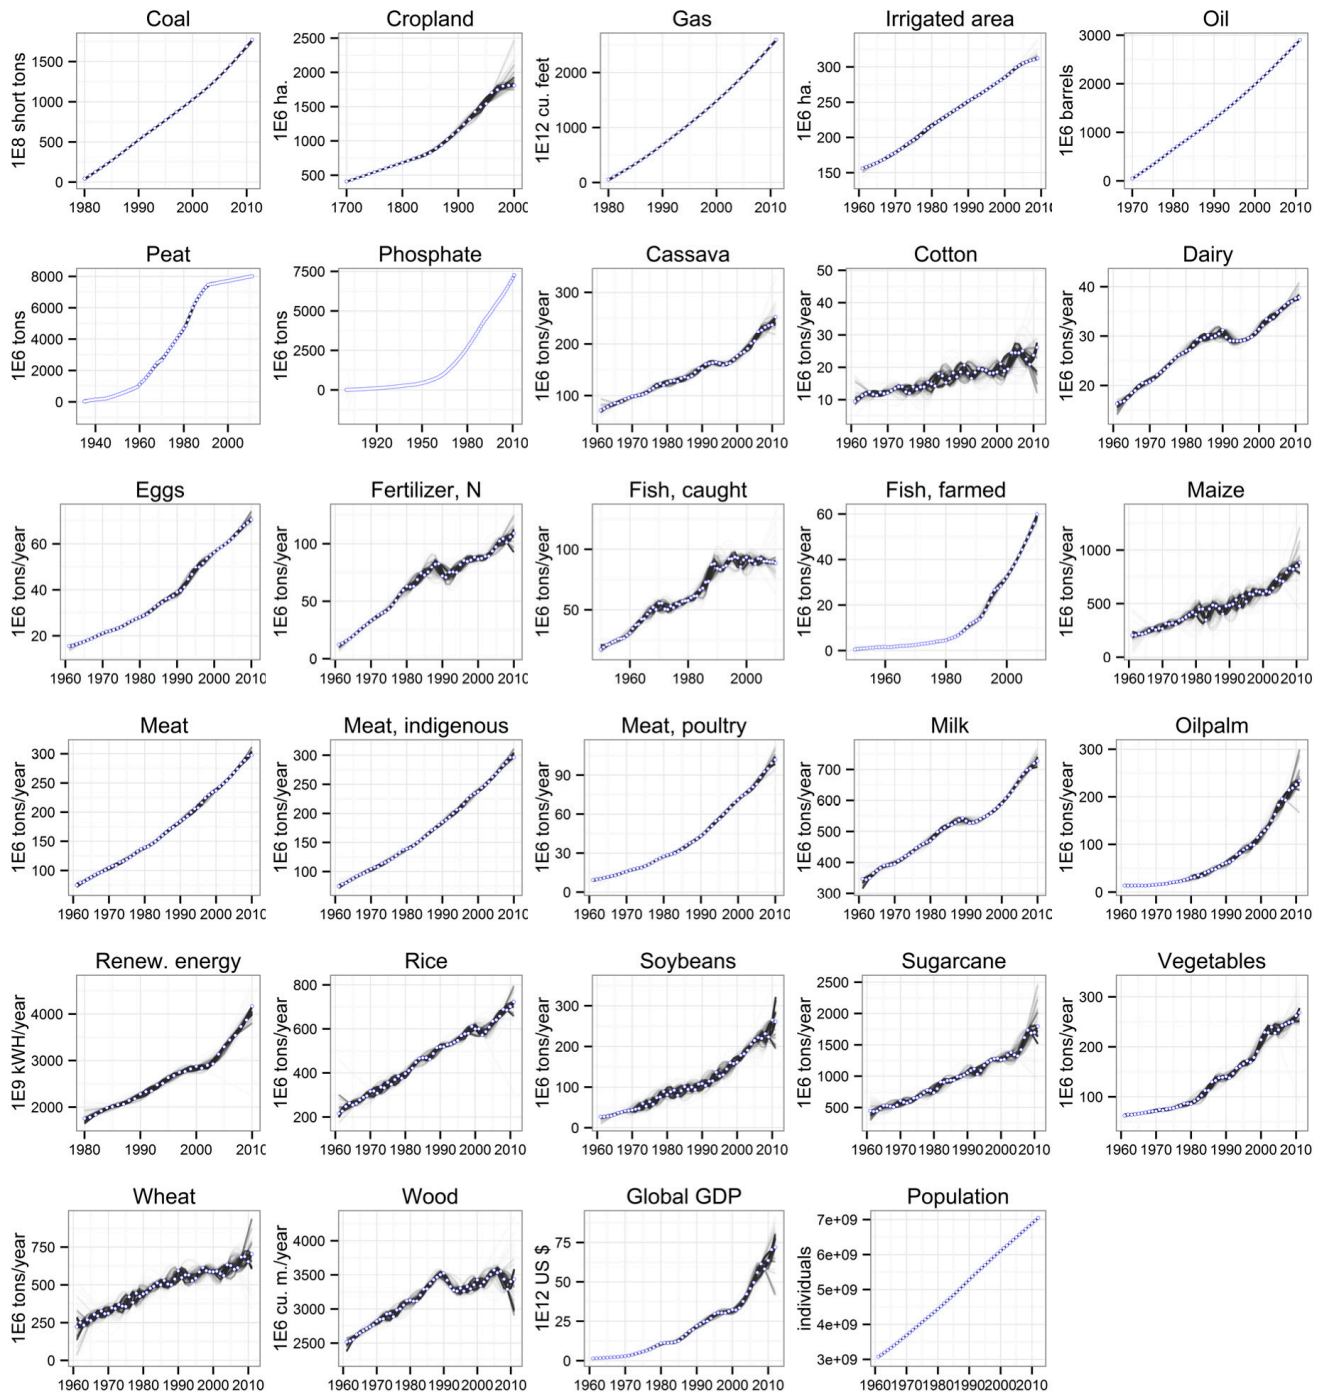 Coal
1E8 short tons
1500
1000
500
0
1980 1990 2000 2010
Cropland
1E6 ha.
2500
2000
1500
1000
500
1700 1800 1900
Gas
1E12 cu. feet
2000
1000
0
1980 1990 2000 2010
Irrigated area
1E6 ha.
300
250
200
150
1960 1970 1980 1990 2000
Oil
1E6 barrels
3000
2000
1000
0
1970 1980 1990 2000 2010
Peat
1E6 tons
8000
6000
4000
2000
0
1940 1960 1980 2000
Phosphate
1E6 tons
7500
5000
2500
0
1920 1950 1980 2010
Cassava
1E6 tons/year
300
200
100
1960 1970 1980 1990 2000 2010
Cotton
1E6 tons/year
50
40
30
20
10
1960 1970 1980 1990 2000 2010
Dairy
1E6 tons/year
40
30
20
1960 1970 1980 1990 2000 2010
Eggs
1E6 tons/year
60
40
20
1960 1970 1980 1990 2000 2010
Fertilizer, N
1E6 tons/year
100
50
0
1960 1970 1980 1990 2000
Fish, caught
1E6 tons/year
100
50
1960 1980 2000
Fish, farmed
1E6 tons/year
60
40
20
0
1960 1980 2000
Maize
1E6 tons/year
1000
500
0
1960 1970 1980 1990 2000 2010
Meat
1E6 tons/year
300
250
200
150
100
1960 1970 1980 1990 2000
Meat, indigenous
1E6 tons/year
300
250
200
150
100
1960 1970 1980 1990 2000
Meat, poultry
1E6 tons/year
90
60
30
0
1960 1970 1980 1990 2000
Milk
1E6 tons/year
700
600
500
400
300
1960 1970 1980 1990 2000 2010
Oilpalm
1E6 tons/year
300
200
100
0
1960 1970 1980 1990 2000 2010
Renew. energy
1E9 kWH/year
4000
3000
2000
1980 1990 2000
Rice
1E6 tons/year
800
600
400
200
1960 1970 1980 1990 2000 2010
Soybeans
1E6 tons/year
300
200
100
0
1960 1970 1980 1990 2000 2010
Sugarcane
1E6 tons/year
2500
2000
1500
1000
500
1960 1970 1980 1990 2000 2010
Vegetables
1E6 tons/year
300
200
100
1960 1970 1980 1990 2000 2010
Wheat
1E6 tons/year
750
500
250
0
1960 1970 1980 1990 2000 2010
Wood
1E6 cu. m./year
4000
3500
3000
2500
1960 1970 1980 1990 2000 2010
Global GDP
1E12 US $
75
50
25
0
1960 1970 1980 1990 2000 2010
Population
individuals
7e+09
6e+09
5e+09
4e+09
3e+09
196019701980199020002010